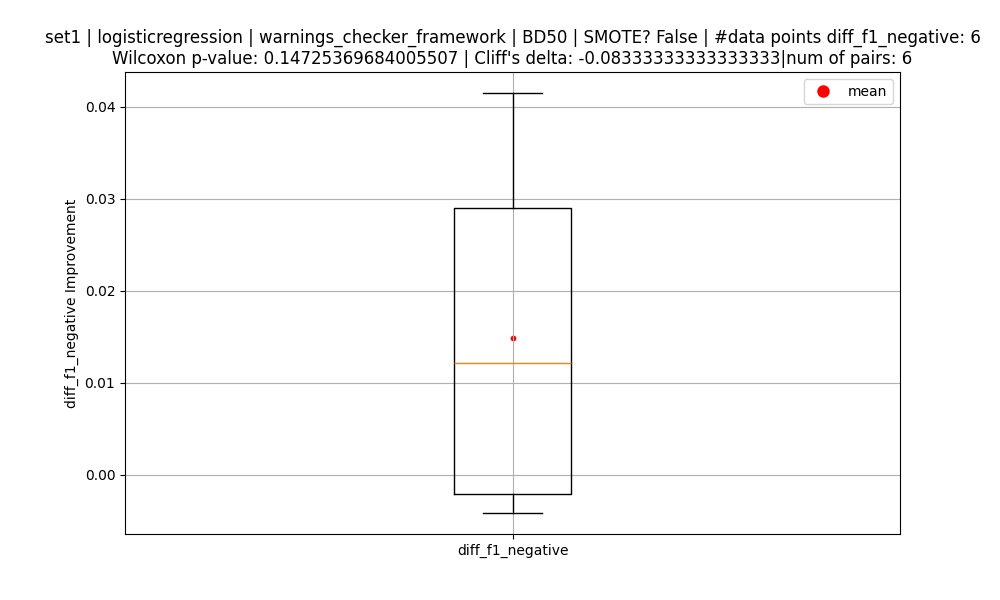 set1 | logisticregression | warnings_checker_framework | BD50 | SMOTE? False | #data points diff_f1_negative: 6
Wilcoxon p-value: 0.14725369684005507 | Cliff's delta: -0.08333333333333333|num of pairs: 6
mean
0.04
0.03
0.02
0.01
0.00
diff_f1_negative Improvement
diff_f1_negative